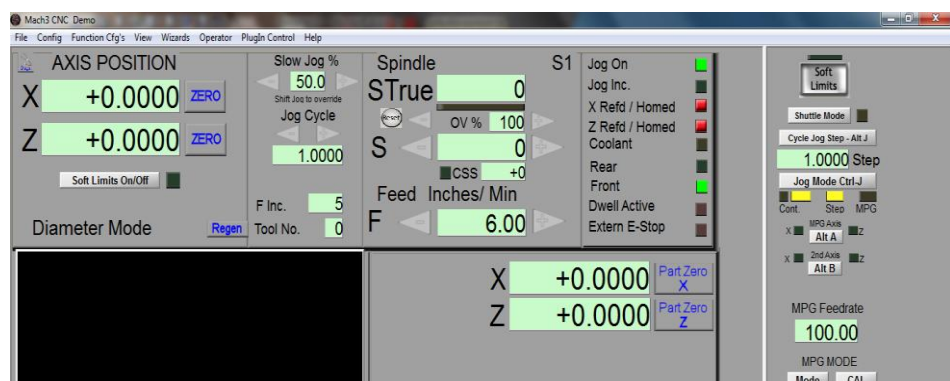 Mach3 CNC Demo
File Config Function Cfg's View Wizards Operator PlugIn Control Help
AXIS POSITION
X +0.0000 ZERO
Z +0.0000 ZERO
Soft Limits On/Off
Diameter Mode Regen
Slow Jog %
50.0
Shift Jog to override
Jog Cycle
1.0000
F Inc. 5
Tool No. 0
Spindle S1
STrue 0
Reset OV % 100
S 0
CSS +0
Feed Inches/ Min
F 6.00
Jog On
Jog Inc.
X Refd / Homed
Z Refd / Homed
Coolant
Rear
Front
Dwell Active
Extern E-Stop
X +0.0000 Part Zero
X
Z +0.0000 Part Zero
Z
Soft
Limits
Shuttle Mode
Cycle Jog Step - Alt J
1.0000 Step
Jog Mode Ctrl-J
Cont. Step MPG
MPG Axis
X Alt A Z
2nd Axis
X Alt B Z
MPG Feedrate
100.00
MPG MODE
Mode CAL